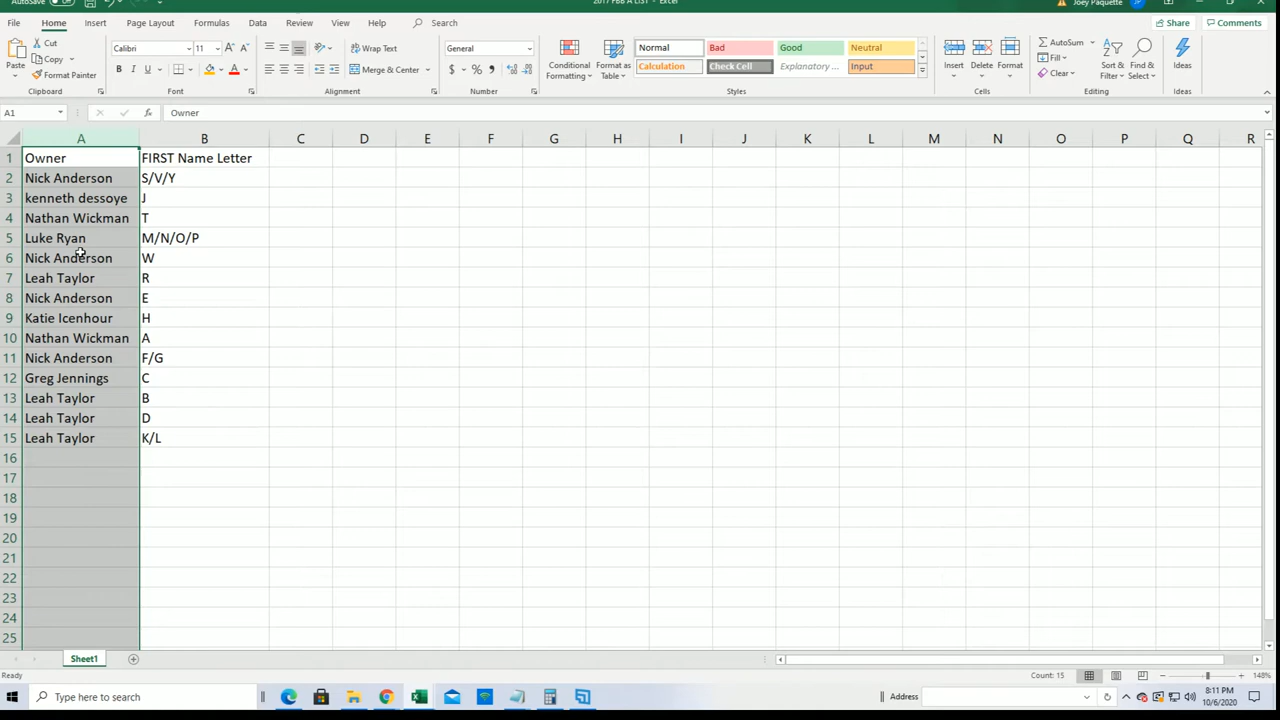 AutoSave
2017 FBB A LIST - Excel
Joey Paquette
File Home Insert Page Layout Formulas Data Review View Help Search Share Comments
Paste Cut Copy Format Painter Clipboard
Calibri 11 B I U A Font
Wrap Text Merge & Center Alignment
General $ % , Number
Conditional Formatting Format as Table
Normal Bad Good Neutral
Calculation Check Cell Explanatory ... Input
Styles
Insert Delete Format Cells
AutoSum Fill Clear Sort & Filter Find & Select Editing
Ideas Ideas
A1 fx Owner
A B C D E F G H I J K L M N O P Q R
1 Owner FIRST Name Letter
2 Nick Anderson S/V/Y
3 kenneth dessoye J
4 Nathan Wickman T
5 Luke Ryan M/N/O/P
6 Nick Anderson W
7 Leah Taylor R
8 Nick Anderson E
9 Katie Icenhour H
10 Nathan Wickman A
11 Nick Anderson F/G
12 Greg Jennings C
13 Leah Taylor B
14 Leah Taylor D
15 Leah Taylor K/L
16
17
18
19
20
21
22
23
24
25
Sheet1
Ready Count: 15 148%
Type here to search Address 8:11 PM
10/6/2020